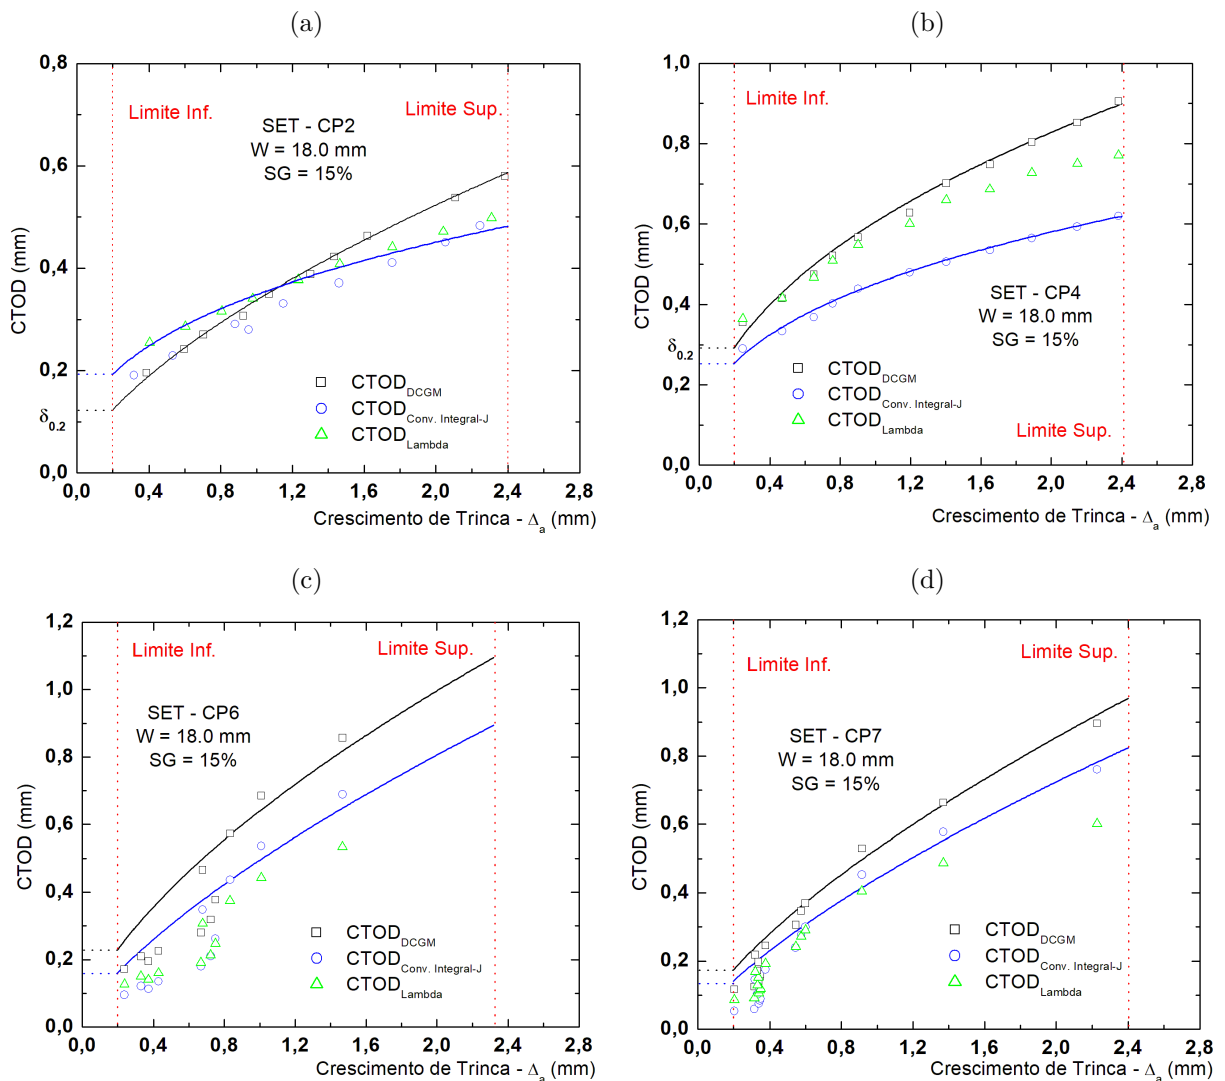 (a)
0,8
0,6
0,4
0,2
δ0,2
0,0
CTOD (mm)
Limite Inf.
Limite Sup.
SET - CP2
W = 18.0 mm
SG = 15%
CTODDCGM
CTODConv. Integral-J
CTODLambda
0,0 0,4 0,8 1,2 1,6 2,0 2,4 2,8
Crescimento de Trinca - Δa (mm)
(b)
1,0
0,8
0,6
0,4
δ0,2
0,2
0,0
CTOD (mm)
Limite Inf.
SET - CP4
W = 18.0 mm
SG = 15%
CTODDCGM
CTODConv. Integral-J
CTODLambda
Limite Sup.
0,0 0,4 0,8 1,2 1,6 2,0 2,4 2,8
Crescimento de Trinca - Δa (mm)
(c)
1,2
1,0
0,8
0,6
0,4
0,2
0,0
CTOD (mm)
Limite Inf.
Limite Sup.
SET - CP6
W = 18.0 mm
SG = 15%
CTODDCGM
CTODConv. Integral-J
CTODLambda
0,0 0,4 0,8 1,2 1,6 2,0 2,4 2,8
Crescimento de Trinca - Δa (mm)
(d)
1,2
1,0
0,8
0,6
0,4
0,2
0,0
CTOD (mm)
Limite Inf.
Limite Sup.
SET - CP7
W = 18.0 mm
SG = 15%
CTODDCGM
CTODConv. Integral-J
CTODLambda
0,0 0,4 0,8 1,2 1,6 2,0 2,4 2,8
Crescimento de Trinca - Δa (mm)